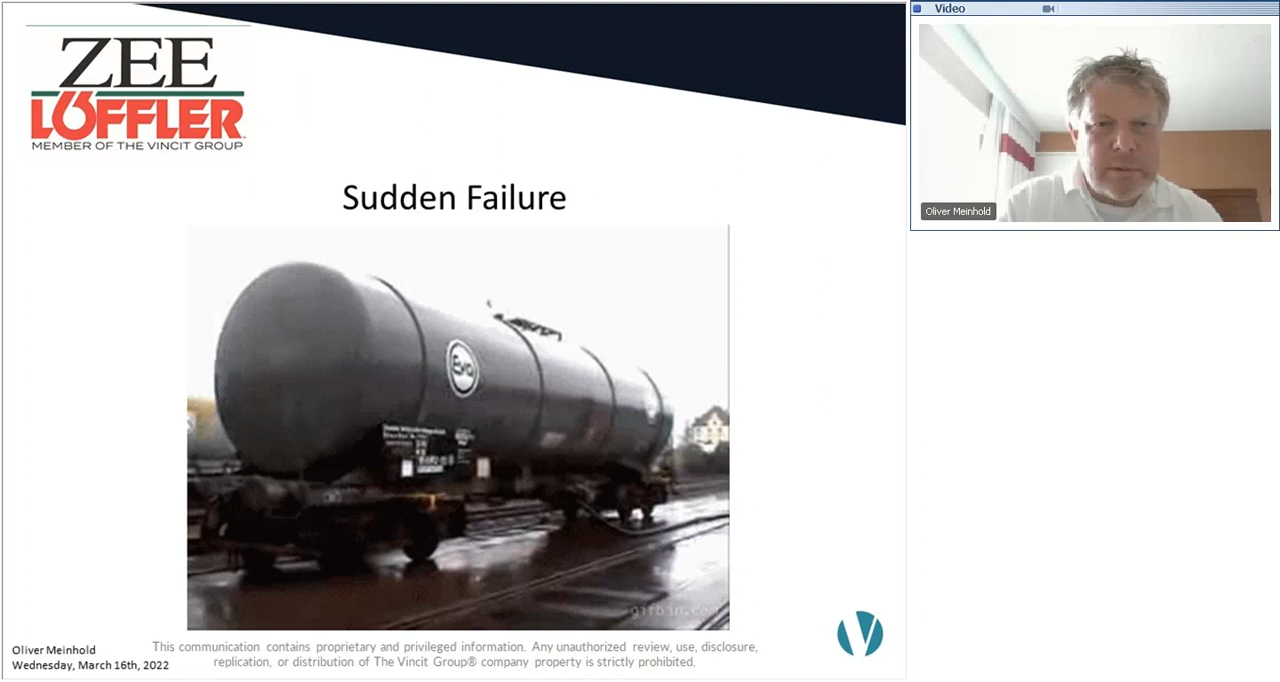 ZEE
LÖFFLER
MEMBER OF THE VINCIT GROUP
Sudden Failure
Eva
gifbin.com
Oliver Meinhold
Wednesday, March 16th, 2022
This communication contains proprietary and privileged information. Any unauthorized review, use, disclosure,
replication, or distribution of The Vincit Group® company property is strictly prohibited.
Video
Oliver Meinhold